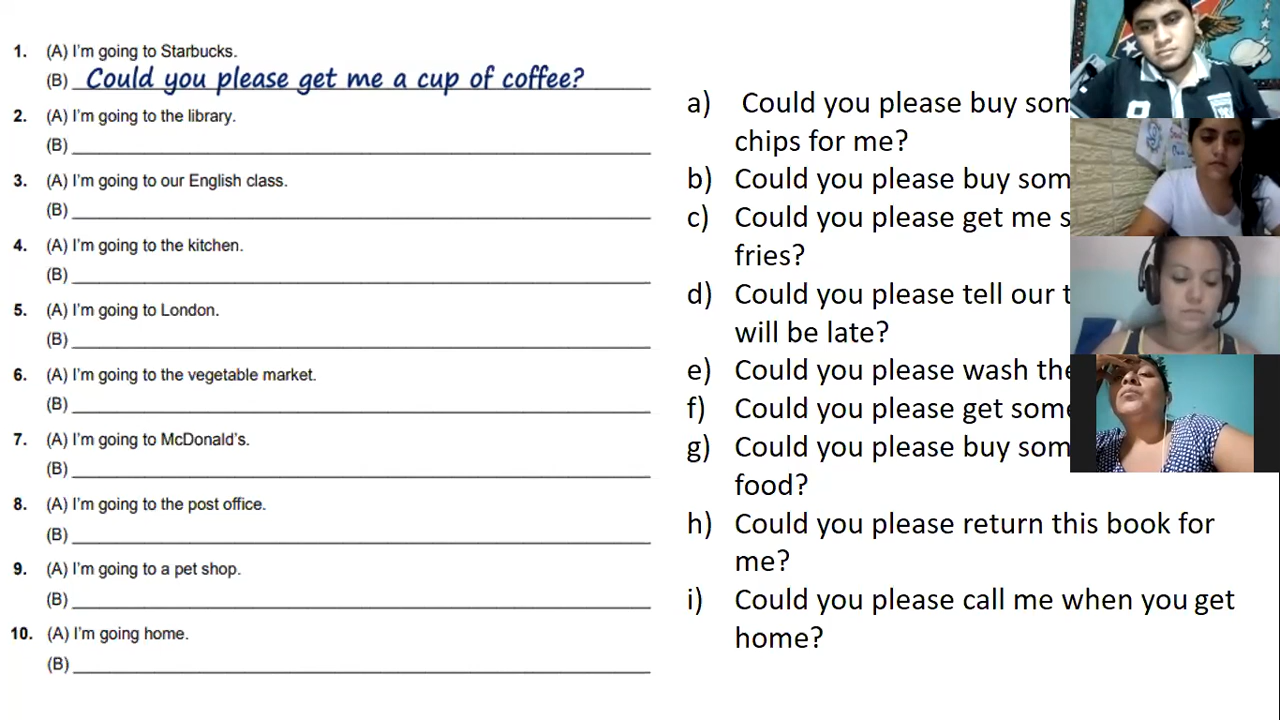 1. (A) I'm going to Starbucks.
(B) Could you please get me a cup of coffee?
2. (A) I'm going to the library.
(B)
3. (A) I'm going to our English class.
(B)
4. (A) I'm going to the kitchen.
(B)
5. (A) I'm going to London.
(B)
6. (A) I'm going to the vegetable market.
(B)
7. (A) I'm going to McDonald's.
(B)
8. (A) I'm going to the post office.
(B)
9. (A) I'm going to a pet shop.
(B)
10. (A) I'm going home.
(B)
a) Could you please buy
chips for me?
b) Could you please buy
c) Could you please get me
fries?
d) Could you please tell our
will be late?
e) Could you please wash
f) Could you please get
g) Could you please buy
food?
h) Could you please return this book for
me?
i) Could you please call me when you get
home?